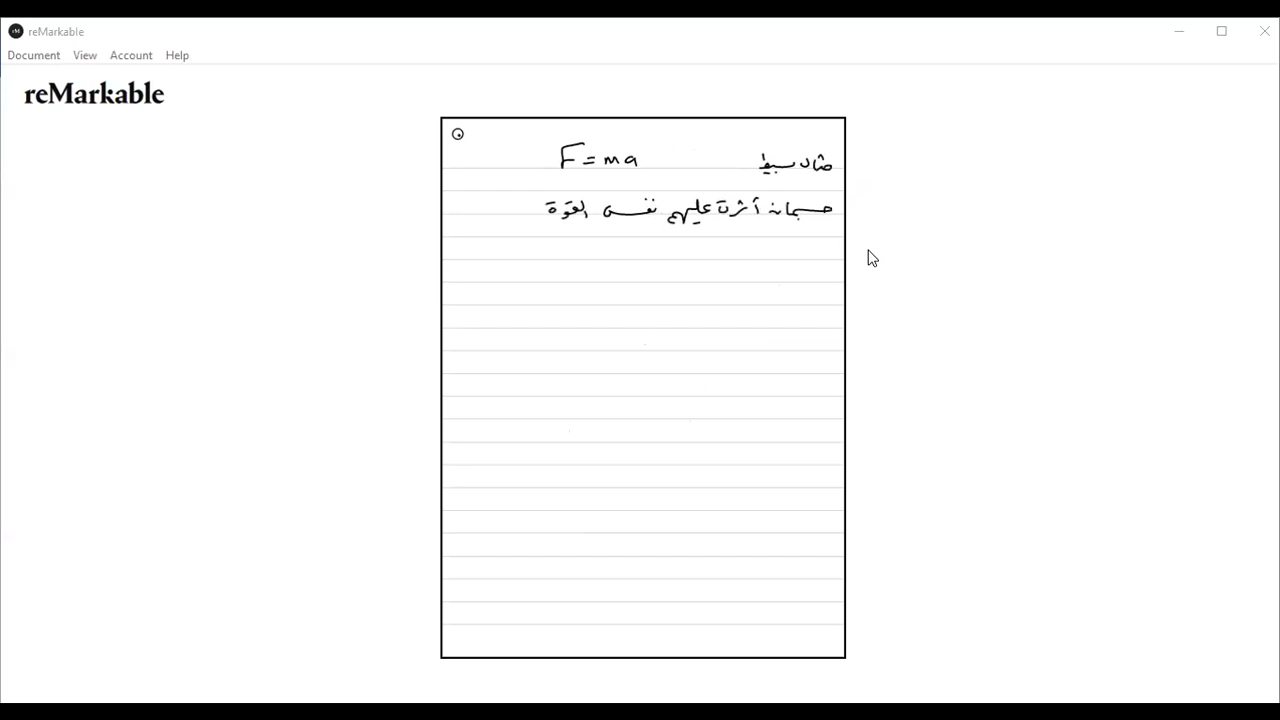 reMarkable
Document View Account Help
reMarkable
مثال بسيط F = ma
جسمان أثرت عليهم نفس القوة